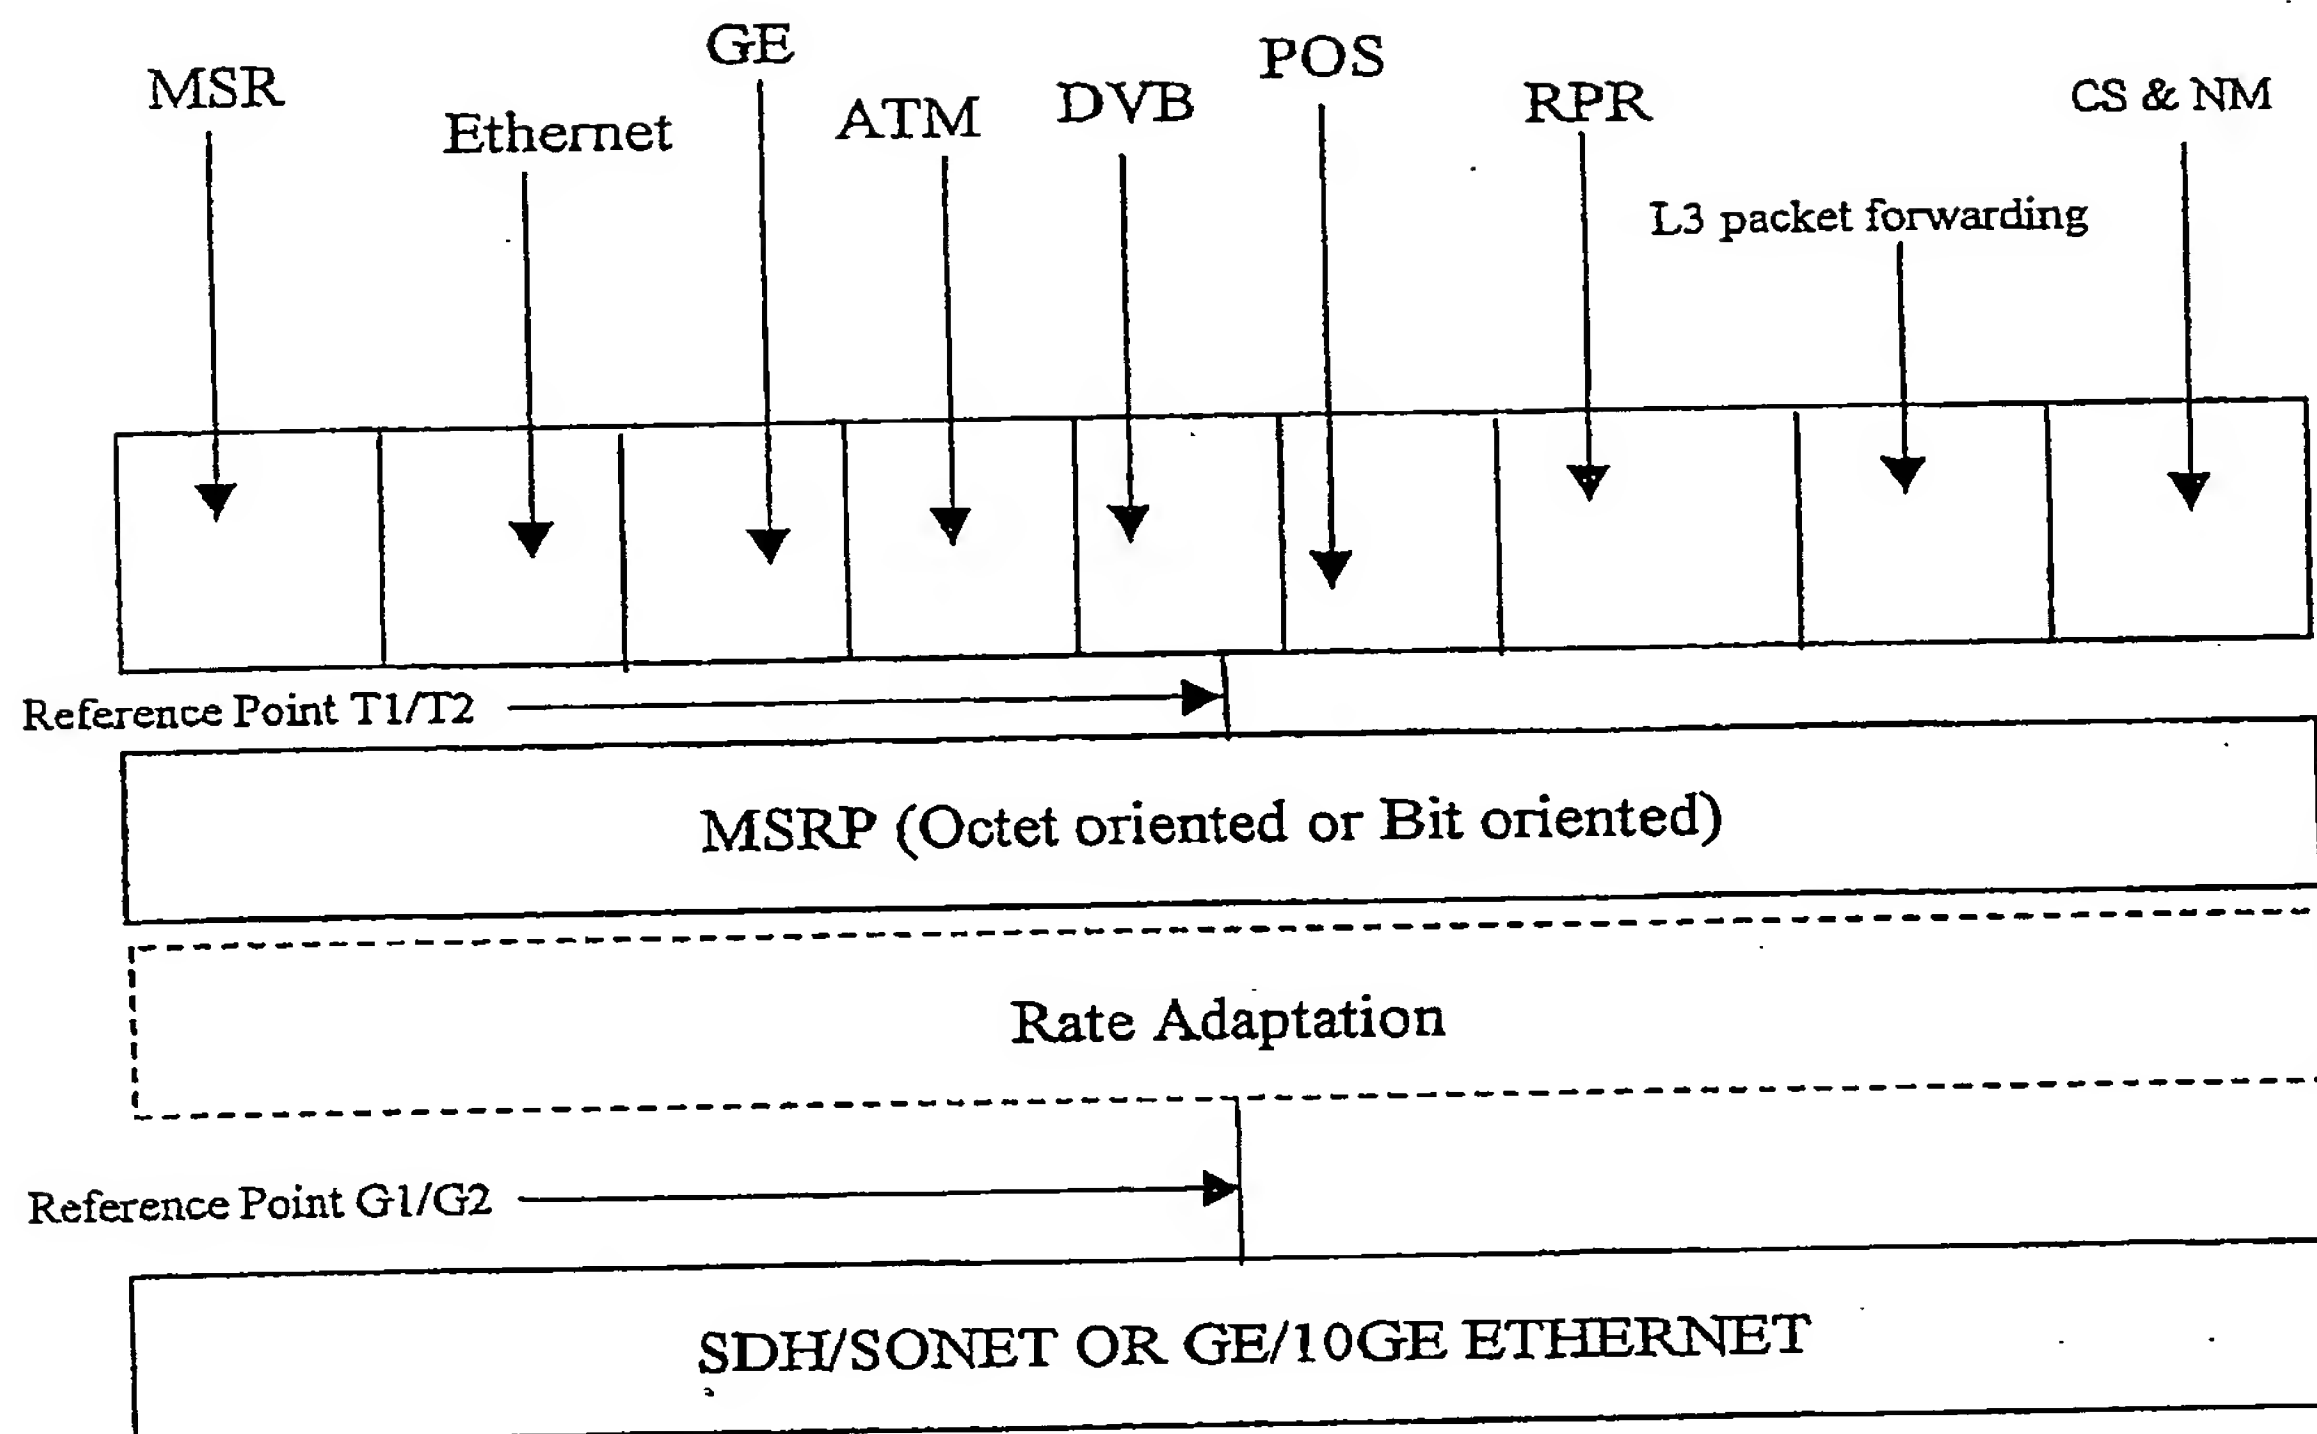 MSR
Ethernet
GE
ATM
DVB
POS
RPR
L3 packet forwarding
CS & NM
Reference Point T1/T2
MSRP (Octet oriented or Bit oriented)
Rate Adaptation
Reference Point G1/G2
SDH/SONET OR GE/10GE ETHERNET